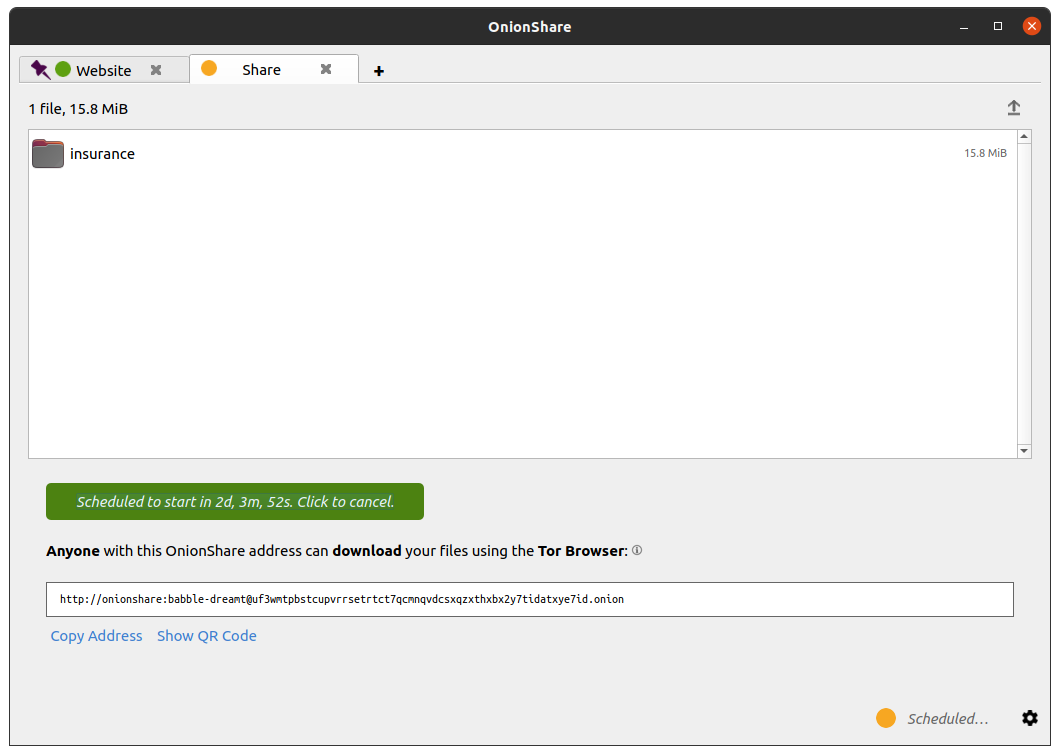 OnionShare
Website
Share
1 file, 15.8 MiB
insurance
15.8 MiB
Scheduled to start in 2d, 3m, 52s. Click to cancel.
Anyone with this OnionShare address can download your files using the Tor Browser:
http://onionshare:babble-dreamt@uf3wmtpbstcupvrrsetrtct7qcmnqvdcsxqzxthxbx2y7tidatxye7id.onion
Copy Address Show QR Code
Scheduled…